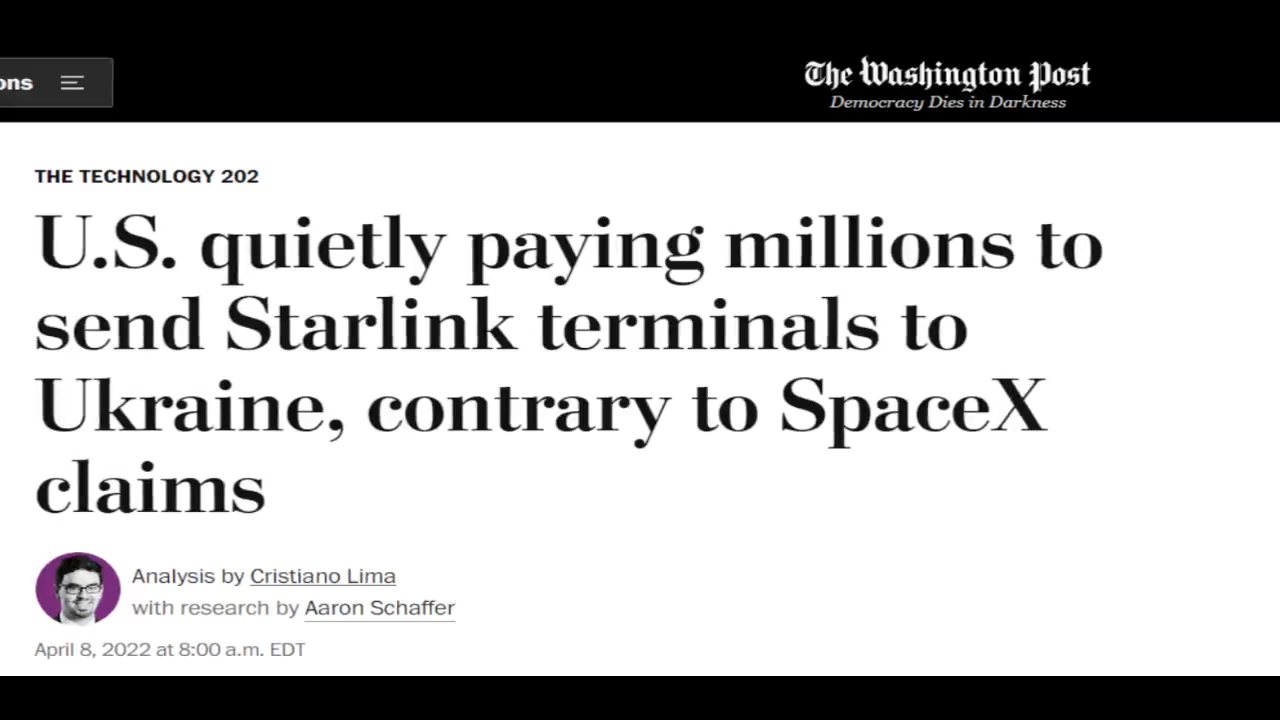 ons
The Washington Post
Democracy Dies in Darkness
THE TECHNOLOGY 202
U.S. quietly paying millions to
send Starlink terminals to
Ukraine, contrary to SpaceX
claims
Analysis by Cristiano Lima
with research by Aaron Schaffer
April 8, 2022 at 8:00 a.m. EDT